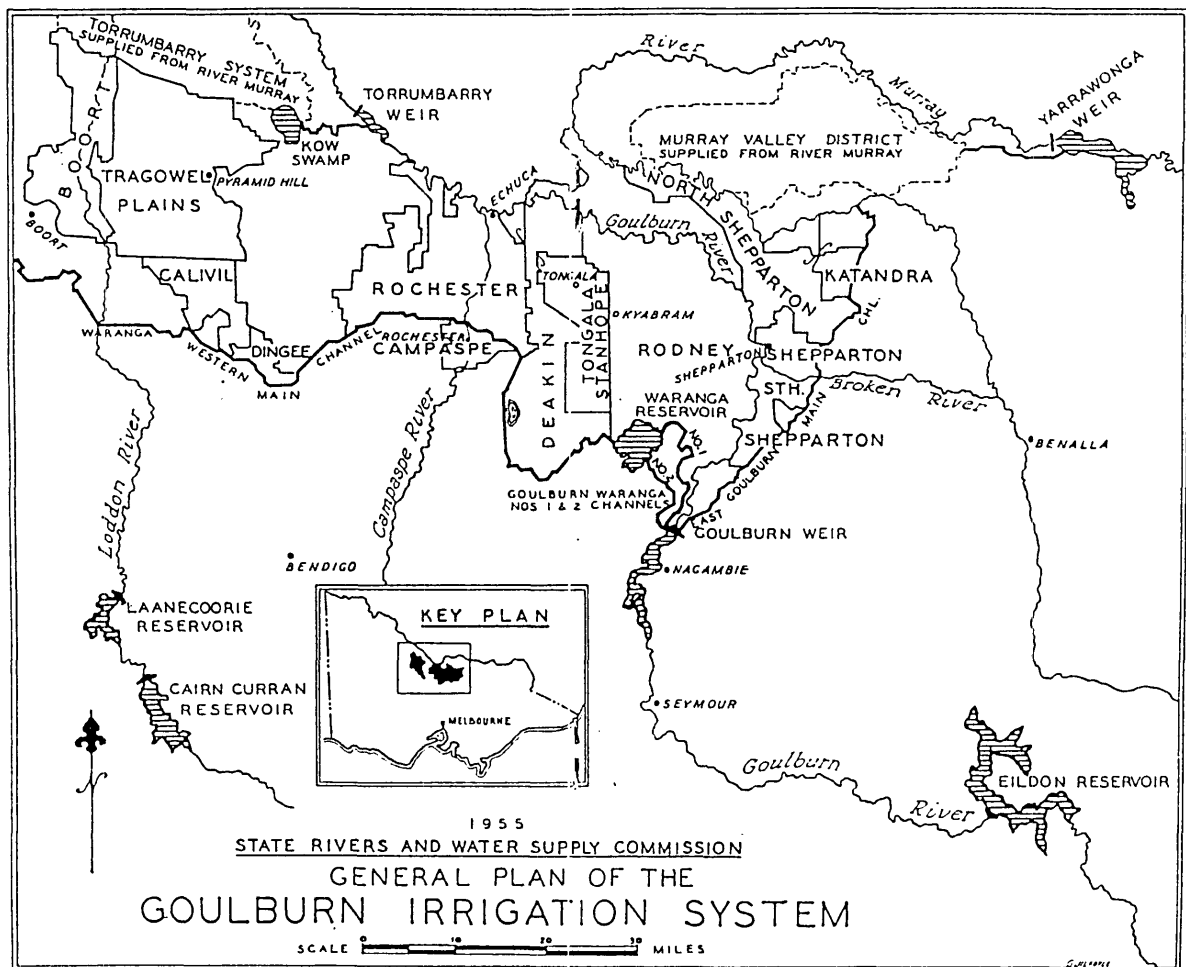 TORRUMBARRY SYSTEM
SUPPLIED FROM RIVER MURRAY
TORRUMBARRY
WEIR
KOW
SWAMP
BORT
TRAGOWEL
PLAINS
PYRAMID HILL
BOORT
CALIVIL
DINGEE
ROCHESTER
ECHUCA
River
Murray
YARRAWONGA
WEIR
MURRAY VALLEY DISTRICT
SUPPLIED FROM RIVER MURRAY
NORTH SHEPPARTON
Goulburn
River
KATANDRA
CHL.
TONGALA
TONGALA
STANHOPE
KYABRAM
DEAKIN
RODNEY
SHEPPARTON
SHEPPARTON
STH.
SHEPPARTON
Broken River
BENALLA
WARANGA
WESTERN
MAIN
CHANNEL
ROCHESTER
CAMPASPE
WARANGA
RESERVOIR
NO.1
NO.2
GOULBURN WARANGA
NOS 1 & 2 CHANNELS
EAST GOULBURN MAIN
GOULBURN WEIR
NAGAMBIE
Loddon River
Campaspe River
BENDIGO
LAANECOORIE
RESERVOIR
CAIRN CURRAN
RESERVOIR
KEY PLAN
MELBOURNE
SEYMOUR
Goulburn
River
EILDON RESERVOIR
N
1955
STATE RIVERS AND WATER SUPPLY COMMISSION
GENERAL PLAN OF THE
GOULBURN IRRIGATION SYSTEM
SCALE 0 10 20 30 MILES